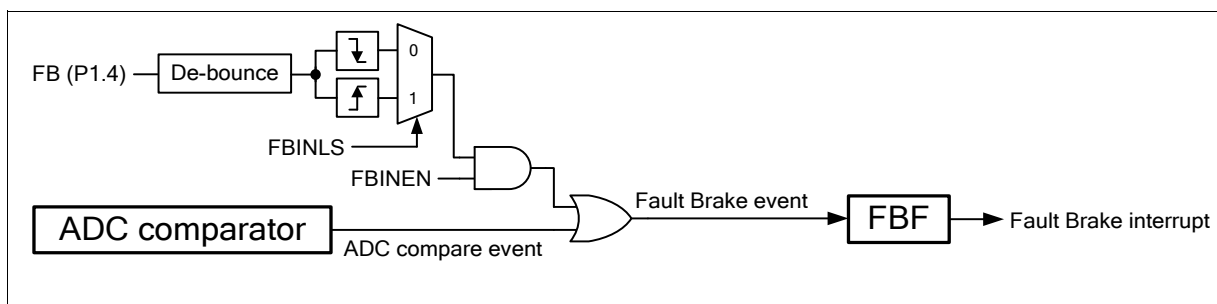 0
FB (P1.4)
De-bounce
1
FBINLS
FBINEN
Fault Brake event
ADC comparator
FBF
Fault Brake interrupt
ADC compare event